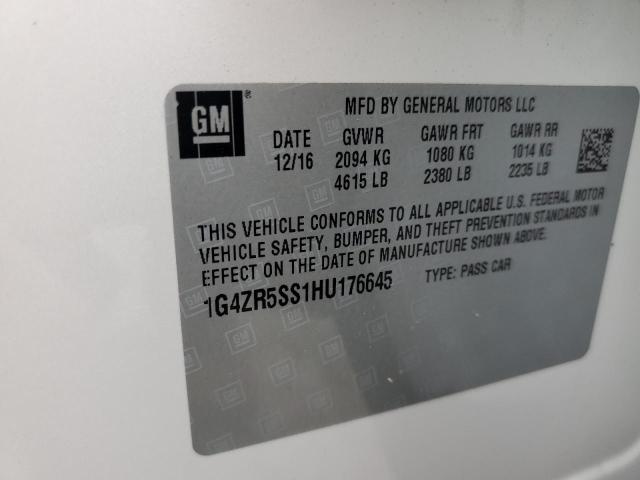 GM
MFD BY GENERAL MOTORS LLC
DATE GVWR GAWR FRT GAWR RR
12/16 2094 KG 1080 KG 1014 KG
4615 LB 2380 LB 2235 LB
THIS VEHICLE CONFORMS TO ALL APPLICABLE U.S. FEDERAL MOTOR
VEHICLE SAFETY, BUMPER, AND THEFT PREVENTION STANDARDS IN
EFFECT ON THE DATE OF MANUFACTURE SHOWN ABOVE.
1G4ZR5SS1HU176645 TYPE: PASS CAR